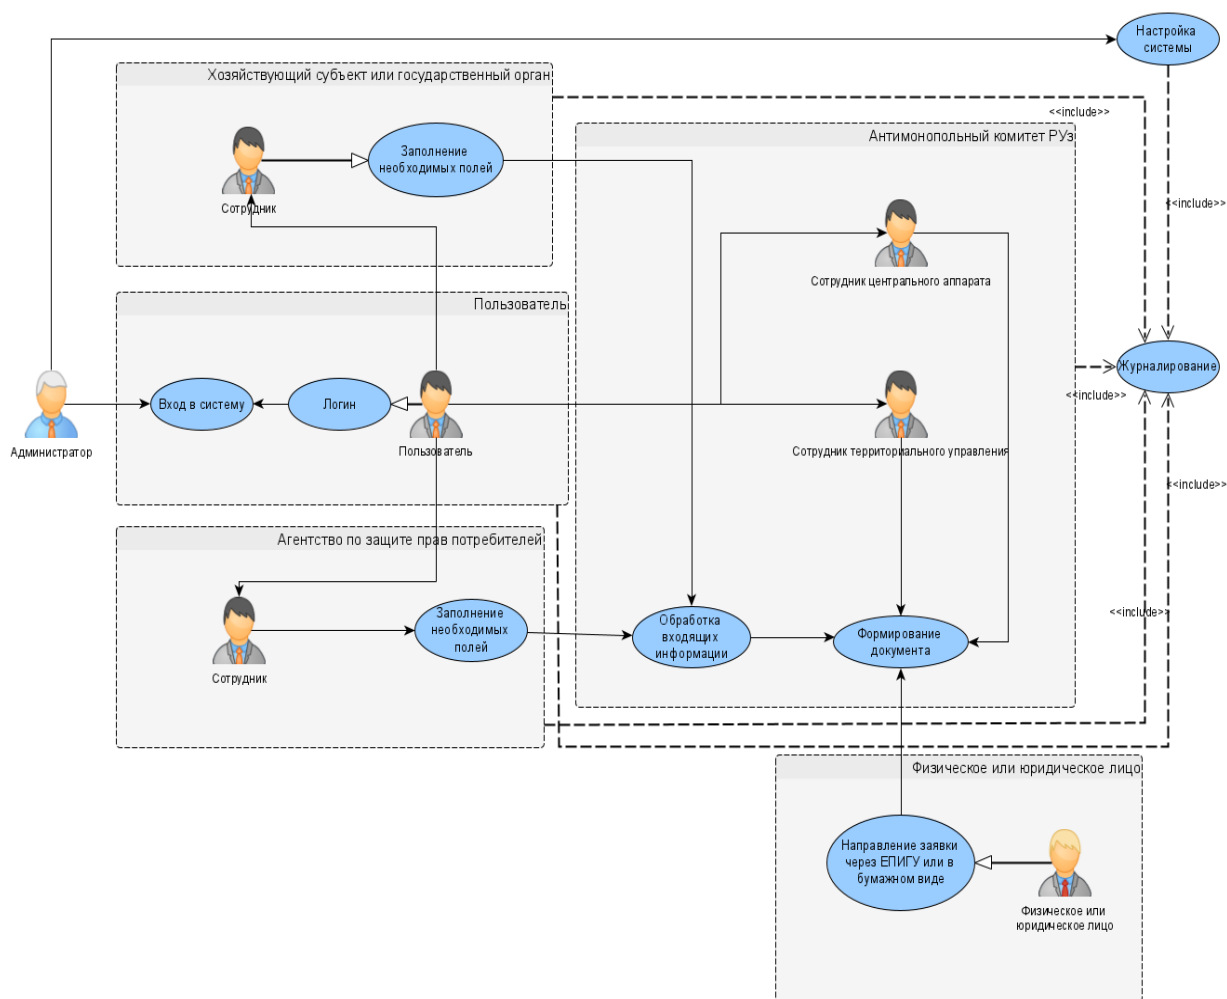 Настройка
системы
Хозяйствующий субъект или государственный орган
<<include>>
Антимонопольный комитет РУз
Заполнение
необходимых полей
Сотрудник
<<include>>
Сотрудник центрального аппарата
Пользователь
Журналирование
<<include>>
Вход в систему
Логин
Администратор
Пользователь
Сотрудник территориального управления
<<include>>
Агентство по защите прав потребителей
Заполнение
необходимых
полей
Сотрудник
Обработка
входящих
информации
Формирование
документа
<<include>>
Физическое или юридическое лицо
Направление заявки
через ЕПИГУ или в
бумажном виде
Физическое или
юридическое лицо